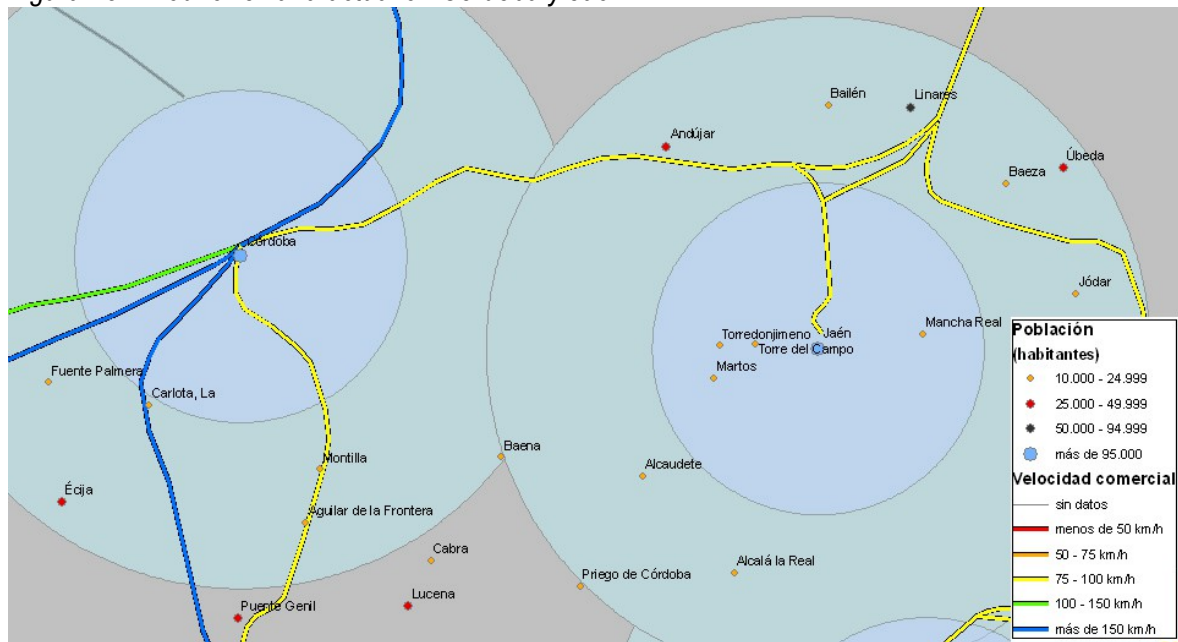 Bailén
Linares
Andújar
Úbeda
Baeza
Córdoba
Jódar
Torredonjimeno
Jaén
Mancha Real
Torre del Campo
Martos
Fuente Palmera
Carlota, La
Baena
Montilla
Alcaudete
Écija
Aguilar de la Frontera
Cabra
Alcalá la Real
Priego de Córdoba
Lucena
Puente Genil
Población
(habitantes)
10.000 - 24.999
25.000 - 49.999
50.000 - 94.999
más de 95.000
Velocidad comercial
sin datos
menos de 50 km/h
50 - 75 km/h
75 - 100 km/h
100 - 150 km/h
más de 150 km/h